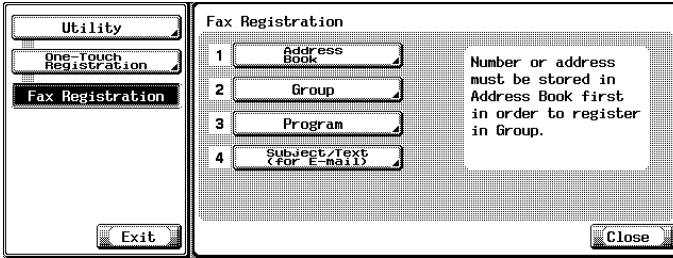 Utility
One-Touch
Registration
Fax Registration
Exit
Fax Registration
1 Address
Book
2 Group
3 Program
4 Subject/Text
(for E-mail)
Number or address
must be stored in
Address Book first
in order to register
in Group.
Close